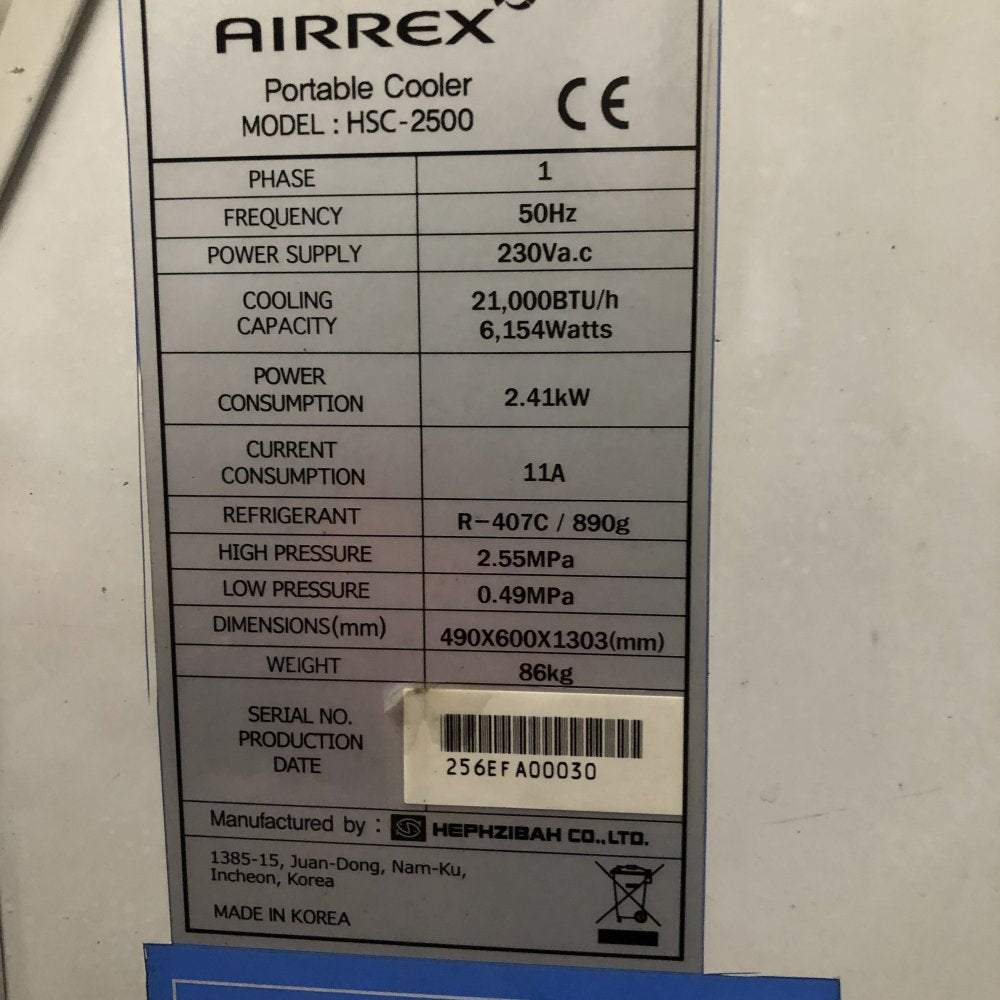 AIRREX
Portable Cooler
MODEL : HSC-2500
CE
PHASE 1
FREQUENCY 50Hz
POWER SUPPLY 230Va.c
COOLING CAPACITY 21,000BTU/h 6,154Watts
POWER CONSUMPTION 2.41kW
CURRENT CONSUMPTION 11A
REFRIGERANT R-407C / 890g
HIGH PRESSURE 2.55MPa
LOW PRESSURE 0.49MPa
DIMENSIONS(mm) 490X600X1303(mm)
WEIGHT 86kg
SERIAL NO.
PRODUCTION
DATE
256EFA00030
Manufactured by : HEPHZIBAH CO.,LTD.
1385-15, Juan-Dong, Nam-Ku,
Incheon, Korea
MADE IN KOREA